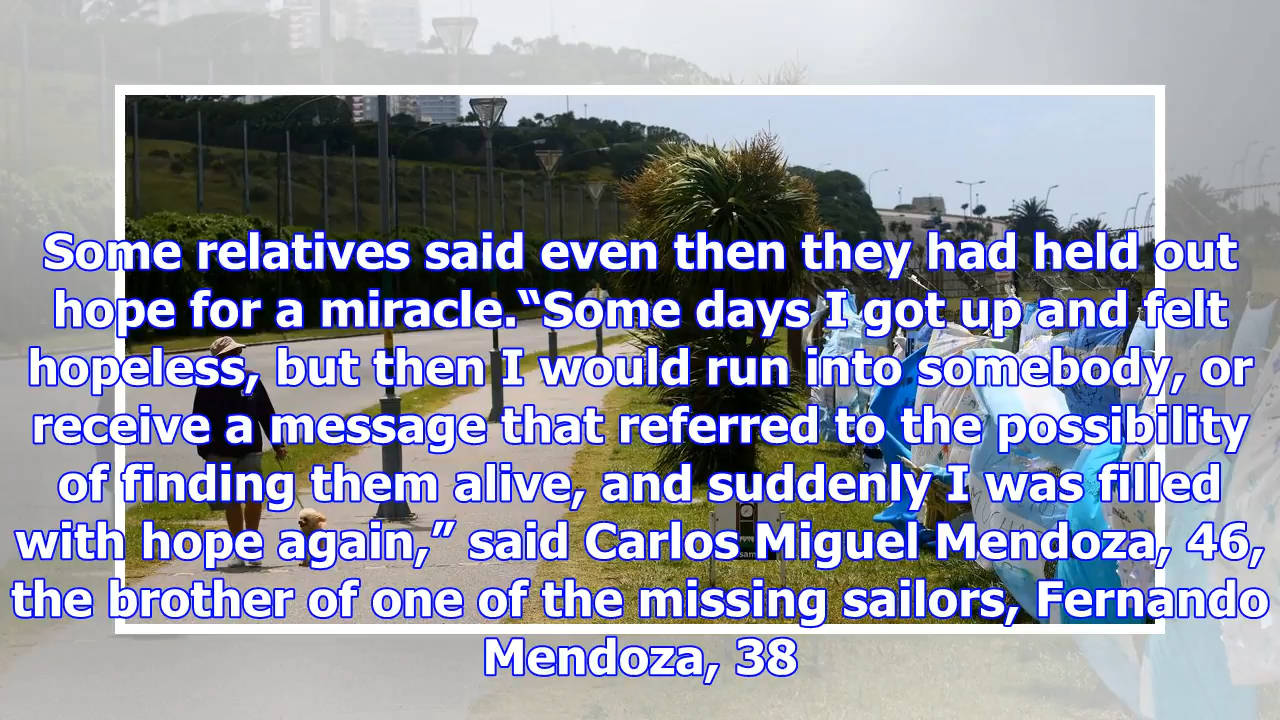 Some relatives said even then they had held out
hope for a miracle.“Some days I got up and felt
hopeless, but then I would run into somebody, or
receive a message that referred to the possibility
of finding them alive, and suddenly I was filled
with hope again,” said Carlos Miguel Mendoza, 46,
the brother of one of the missing sailors, Fernando
Mendoza, 38